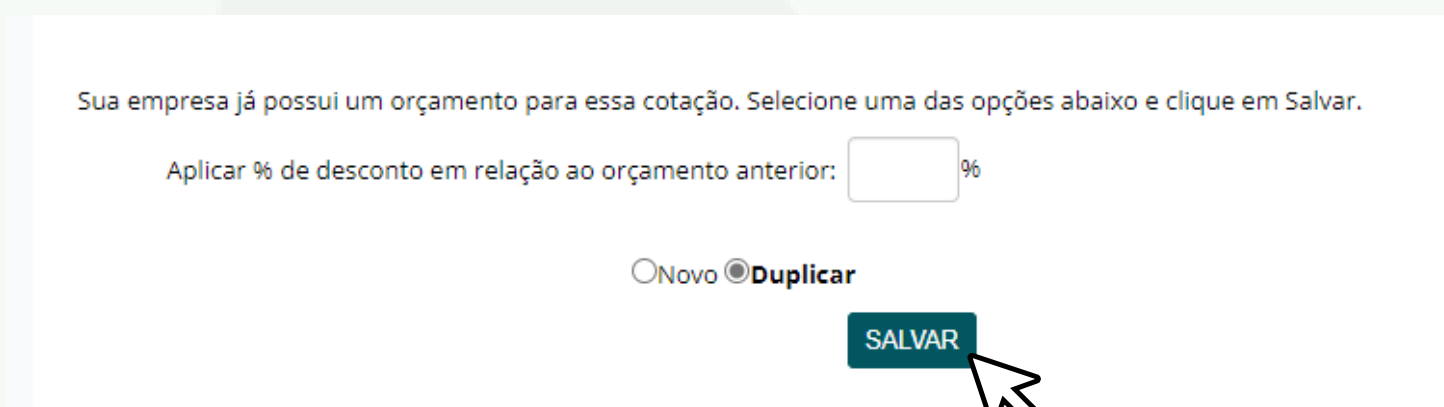 Sua empresa já possui um orçamento para essa cotação. Selecione uma das opções abaixo e clique em Salvar.
Aplicar % de desconto em relação ao orçamento anterior: %
Novo Duplicar
SALVAR